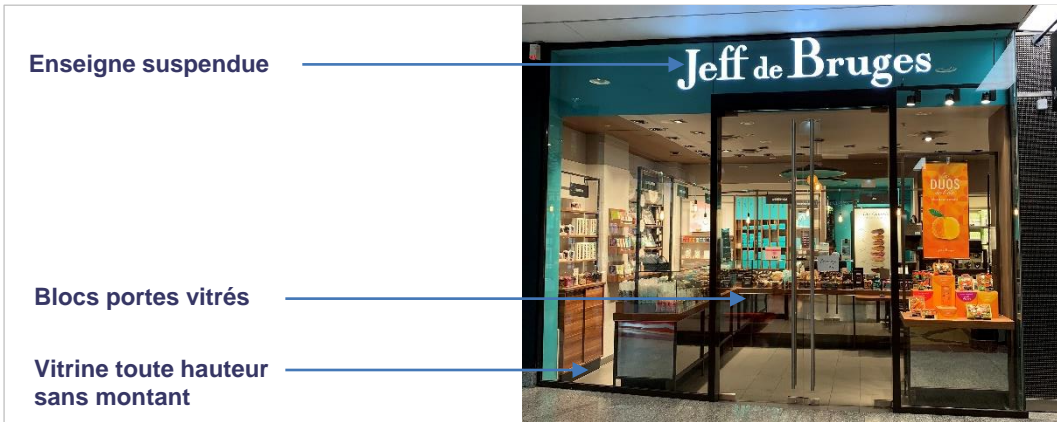 Enseigne suspendue
Jeff de Bruges
DUOS
Blocs portes vitrés
Vitrine toute hauteur
sans montant